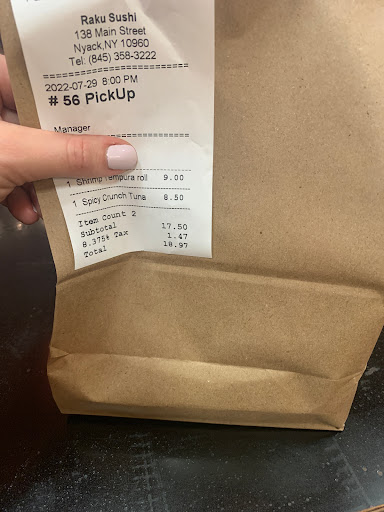 Raku Sushi
138 Main Street
Nyack,NY 10960
Tel: (845) 358-3222
2022-07-29 8:00 PM
# 56 PickUp
Manager
1 Shrimp Tempura roll 9.00
1 Spicy Crunch Tuna 8.50
Item Count 2
Subtotal 17.50
8.375% Tax 1.47
Total 18.97